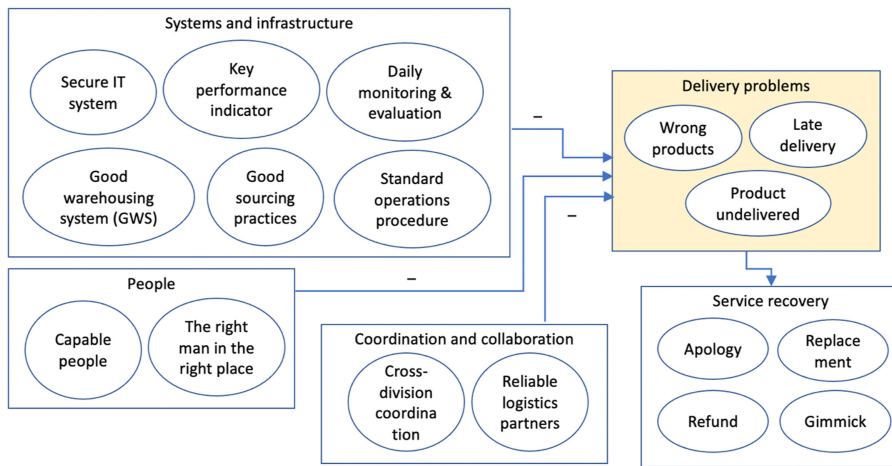 Systems and infrastructure
Secure IT
system
Key
performance
indicator
Daily
monitoring &
evaluation
Good
warehousing
system (GWS)
Good
sourcing
practices
Standard
operations
procedure
–
Delivery problems
Wrong
products
Late
delivery
Product
undelivered
–
–
People
Capable
people
The right
man in the
right place
Coordination and collaboration
Cross-
division
coordina
tion
Reliable
logistics
partners
Service recovery
Apology
Replace
ment
Refund
Gimmick